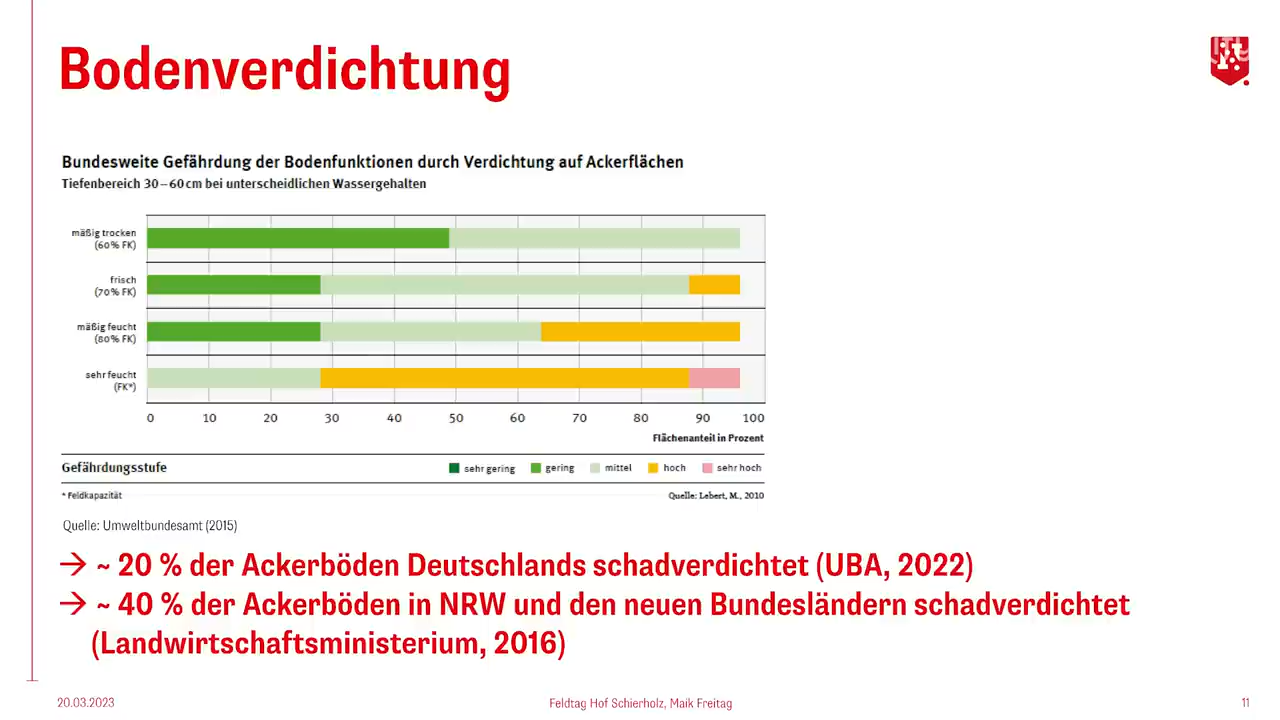 Bodenverdichtung
Bundesweite Gefährdung der Bodenfunktionen durch Verdichtung auf Ackerflächen
Tiefenbereich 30–60 cm bei unterscheidlichen Wassergehalten
mäßig trocken
(60% FK)
frisch
(70% FK)
mäßig feucht
(80% FK)
sehr feucht
(FK*)
0 10 20 30 40 50 60 70 80 90 100
Flächenanteil in Prozent
Gefährdungsstufe sehr gering gering mittel hoch sehr hoch
* Feldkapazität Quelle: Lebert, M., 2010
Quelle: Umweltbundesamt (2015)
→ ~ 20 % der Ackerböden Deutschlands schadverdichtet (UBA, 2022)
→ ~ 40 % der Ackerböden in NRW und den neuen Bundesländern schadverdichtet
(Landwirtschaftsministerium, 2016)
20.03.2023 Feldtag Hof Schierholz, Maik Freitag 11